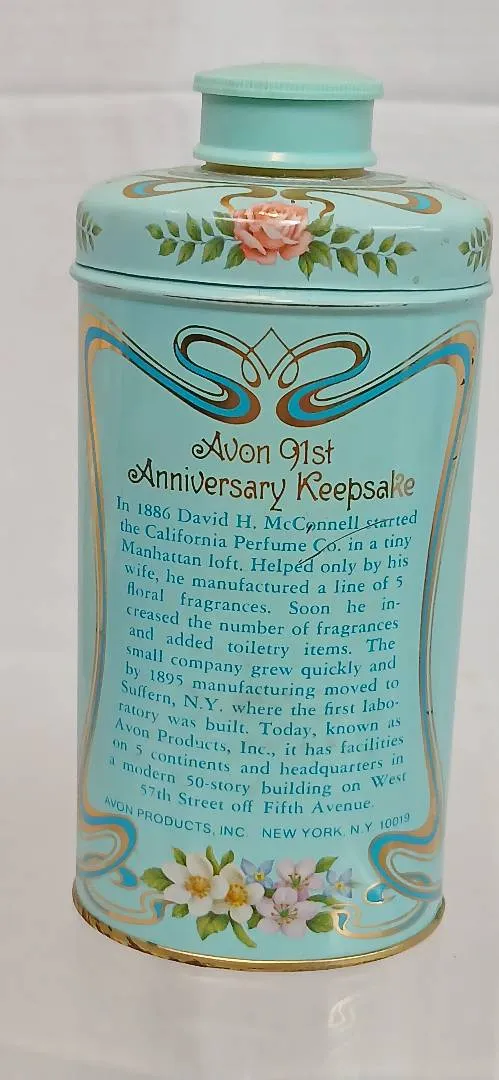 Avon 91st
Anniversary Keepsake
In 1886 David H. McConnell started
the California Perfume Co. in a tiny
Manhattan loft. Helped only by his
wife, he manufactured a line of 5
floral fragrances. Soon he in-
creased the number of fragrances
and added toiletry items. The
small company grew quickly and
by 1895 manufacturing moved to
Suffern, N.Y. where the first labo-
ratory was built. Today, known as
Avon Products, Inc., it has facilities
on 5 continents and headquarters in
a modern 50-story building on West
57th Street off Fifth Avenue.
AVON PRODUCTS, INC. NEW YORK, N.Y. 10019